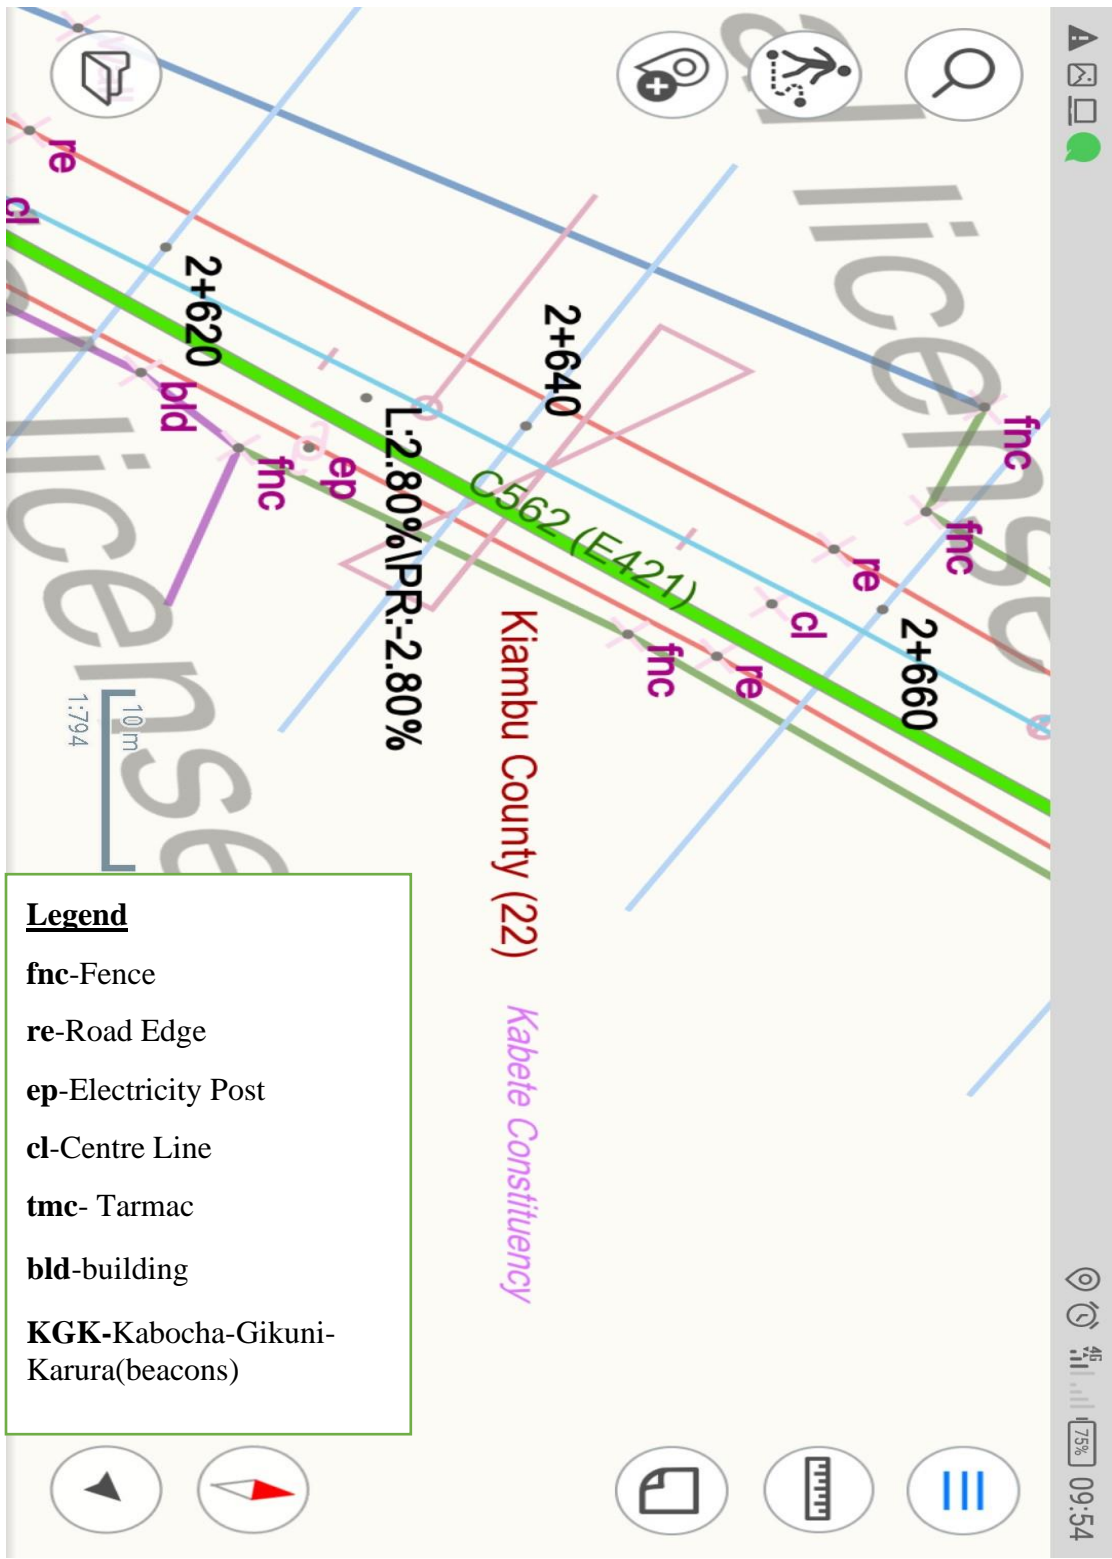 4G
75%
09:54
re
cl
2+620
bld
fnc
ep
L:2.80%\PR:-2.80%
2+640
C562 (E421)
cl
re
fnc
re
2+660
fnc
fnc
d license
d license
Kiambu County (22)
Kabete Constituency
10 m
1:794
Legend
fnc-Fence
re-Road Edge
ep-Electricity Post
cl-Centre Line
tmc- Tarmac
bld-building
KGK-Kabocha-Gikuni-
Karura(beacons)